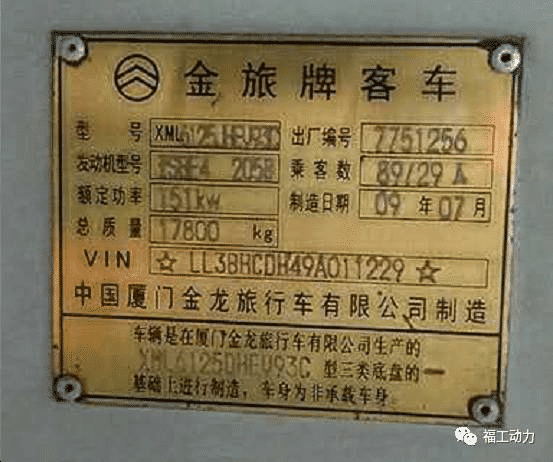 金旅牌客车
型号 XML6125JHEV93C 出厂编号 7751256
发动机型号 205B 乘客数 89/29 人
额定功率 151kw 制造日期 09 年 07 月
总质量 17800 kg
VIN ☆ LL3BHCDH49A011229 ☆
中国厦门金龙旅行车有限公司制造
车辆是在厦门金龙旅行车有限公司生产的
XML6125DHEV93C 型三类底盘的
基础上进行制造，车身为非承载车身。
福工动力